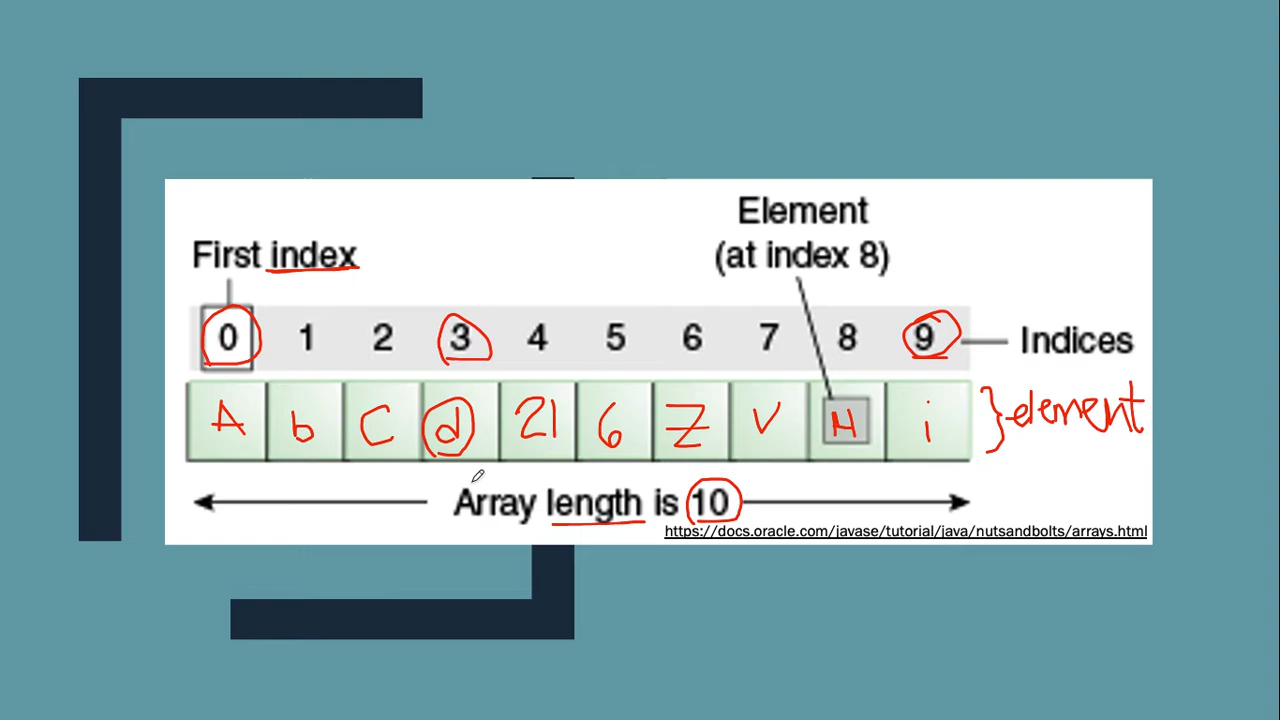 Element
First index (at index 8)
0 1 2 3 4 5 6 7 8 9 Indices
A b C d 21 6 Z V H i } element
Array length is 10
https://docs.oracle.com/javase/tutorial/java/nutsandbolts/arrays.html